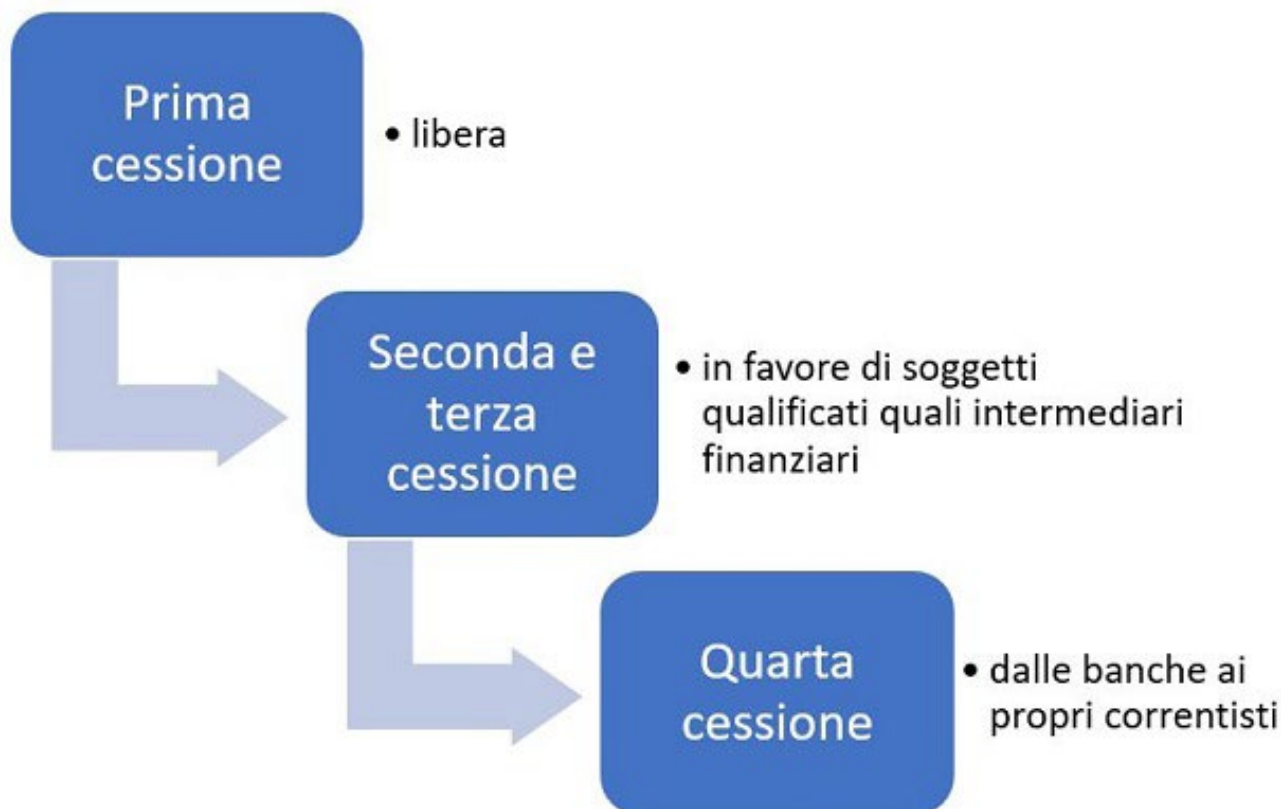 Prima
cessione
• libera
Seconda e
terza
cessione
• in favore di soggetti
qualificati quali intermediari
finanziari
Quarta
cessione
• dalle banche ai
propri correntisti